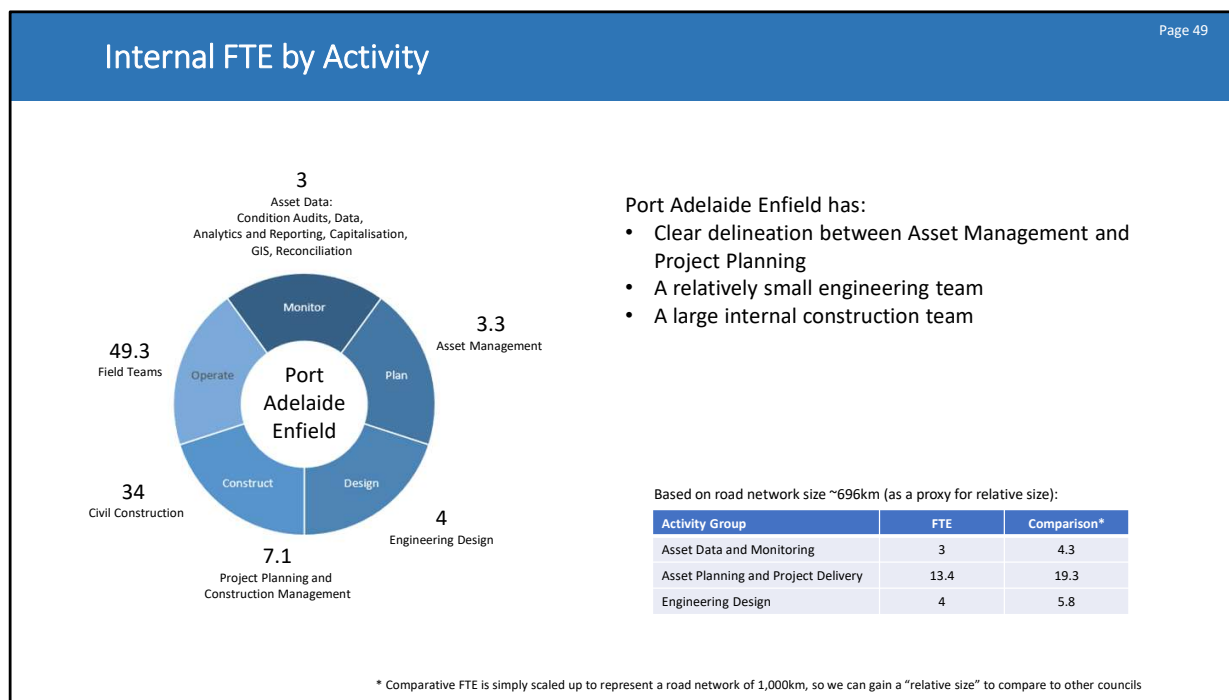 Page 49
Internal FTE by Activity
3
Asset Data:
Condition Audits, Data,
Analytics and Reporting, Capitalisation,
GIS, Reconciliation
Monitor
3.3
Asset Management
Plan
49.3
Field Teams
Operate
Port
Adelaide
Enfield
Construct
Design
34
Civil Construction
4
Engineering Design
7.1
Project Planning and
Construction Management
Port Adelaide Enfield has:
• Clear delineation between Asset Management and
Project Planning
• A relatively small engineering team
• A large internal construction team
Based on road network size ~696km (as a proxy for relative size):
Activity Group FTE Comparison*
Asset Data and Monitoring 3 4.3
Asset Planning and Project Delivery 13.4 19.3
Engineering Design 4 5.8
* Comparative FTE is simply scaled up to represent a road network of 1,000km, so we can gain a “relative size” to compare to other councils